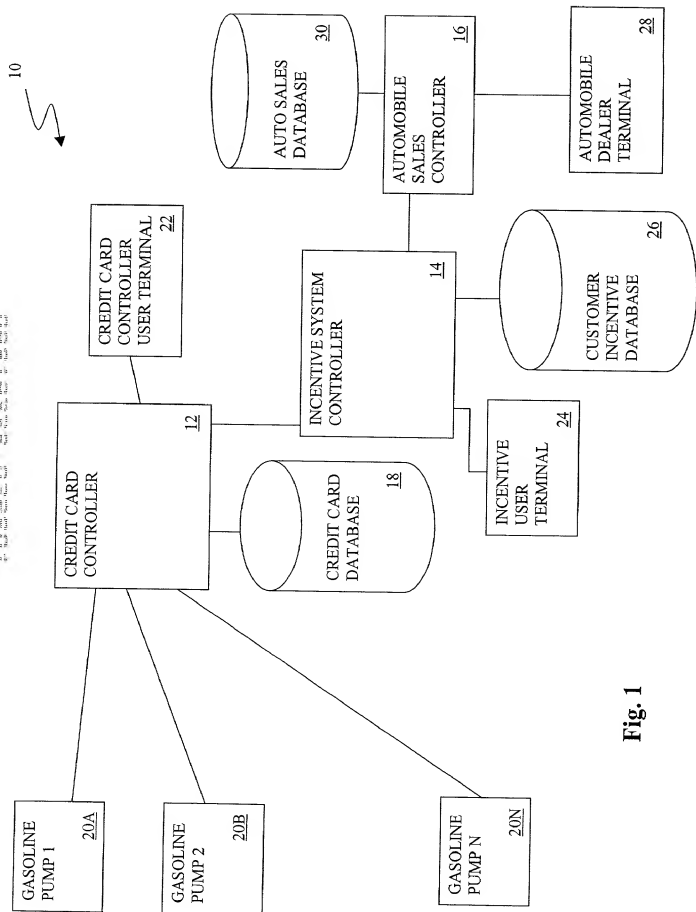 10
GASOLINE
PUMP 1
20A
GASOLINE
PUMP 2
20B
GASOLINE
PUMP N
20N
CREDIT CARD
CONTROLLER
12
CREDIT CARD
CONTROLLER
USER TERMINAL
22
CREDIT CARD
DATABASE
18
INCENTIVE SYSTEM
CONTROLLER
14
INCENTIVE
USER
TERMINAL
24
CUSTOMER
INCENTIVE
DATABASE
26
AUTO SALES
DATABASE
30
AUTOMOBILE
SALES
CONTROLLER
16
AUTOMOBILE
DEALER
TERMINAL
28
Fig. 1